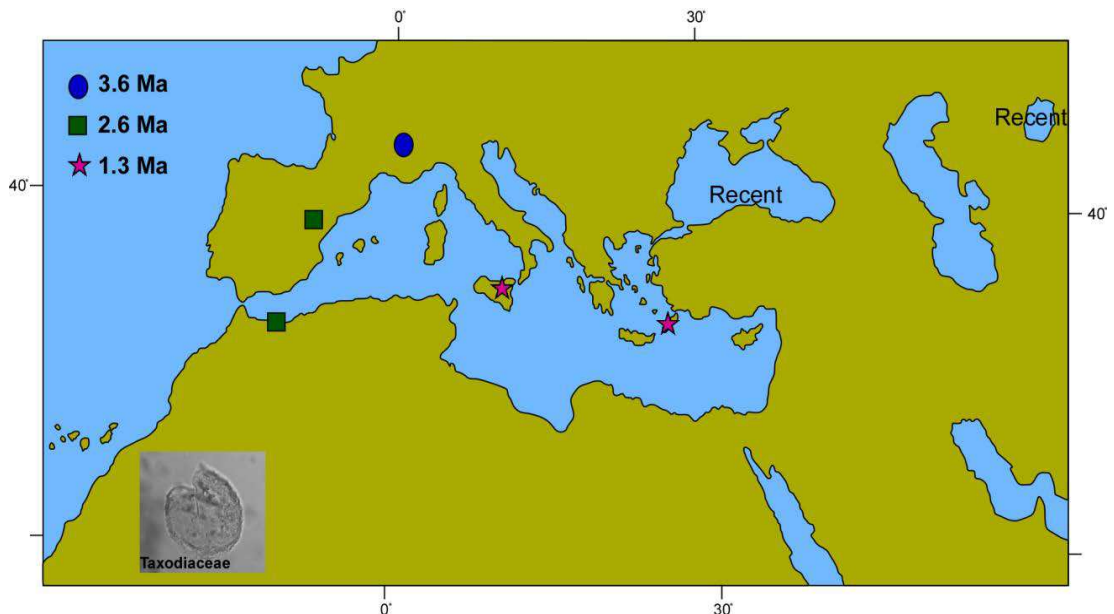 0° 30°
3.6 Ma
2.6 Ma
1.3 Ma
Recent
Recent
40°
40°
Taxodiaceae
0° 30°